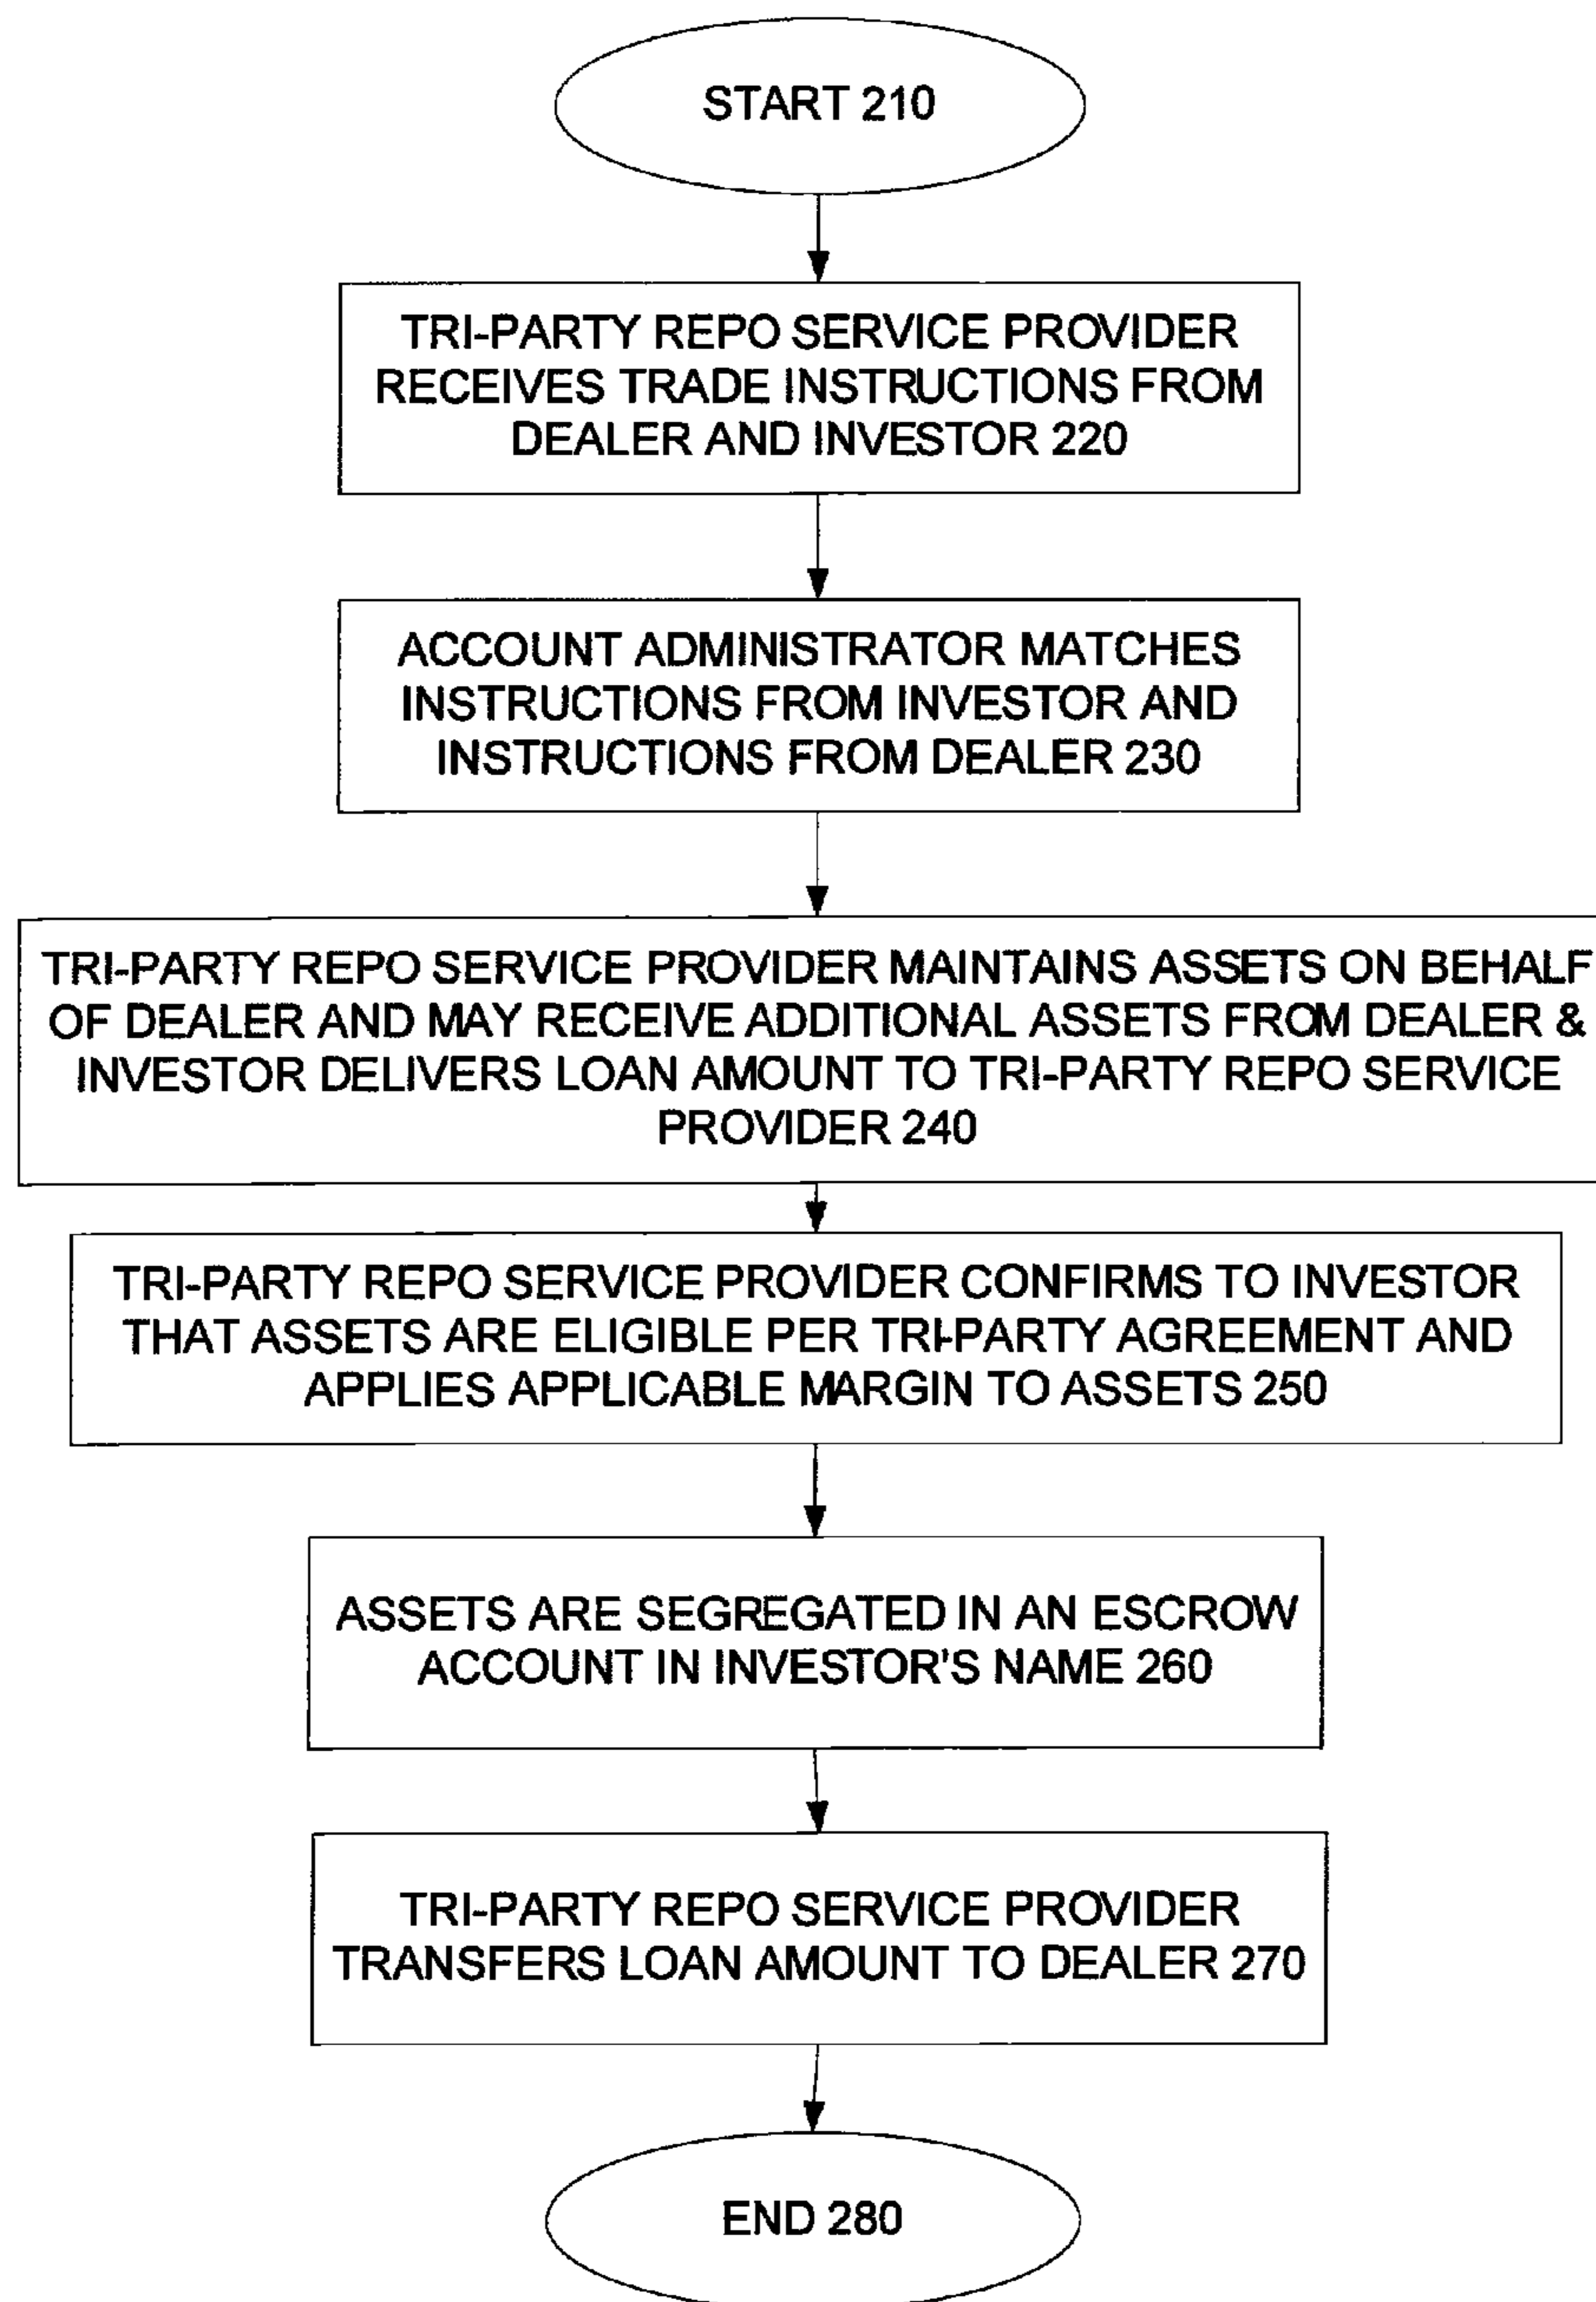 START 210
TRI-PARTY REPO SERVICE PROVIDER
RECEIVES TRADE INSTRUCTIONS FROM
DEALER AND INVESTOR 220
ACCOUNT ADMINISTRATOR MATCHES
INSTRUCTIONS FROM INVESTOR AND
INSTRUCTIONS FROM DEALER 230
TRI-PARTY REPO SERVICE PROVIDER MAINTAINS ASSETS ON BEHALF
OF DEALER AND MAY RECEIVE ADDITIONAL ASSETS FROM DEALER &
INVESTOR DELIVERS LOAN AMOUNT TO TRI-PARTY REPO SERVICE
PROVIDER 240
TRI-PARTY REPO SERVICE PROVIDER CONFIRMS TO INVESTOR
THAT ASSETS ARE ELIGIBLE PER TRI-PARTY AGREEMENT AND
APPLIES APPLICABLE MARGIN TO ASSETS 250
ASSETS ARE SEGREGATED IN AN ESCROW
ACCOUNT IN INVESTOR'S NAME 260
TRI-PARTY REPO SERVICE PROVIDER
TRANSFERS LOAN AMOUNT TO DEALER 270
END 280